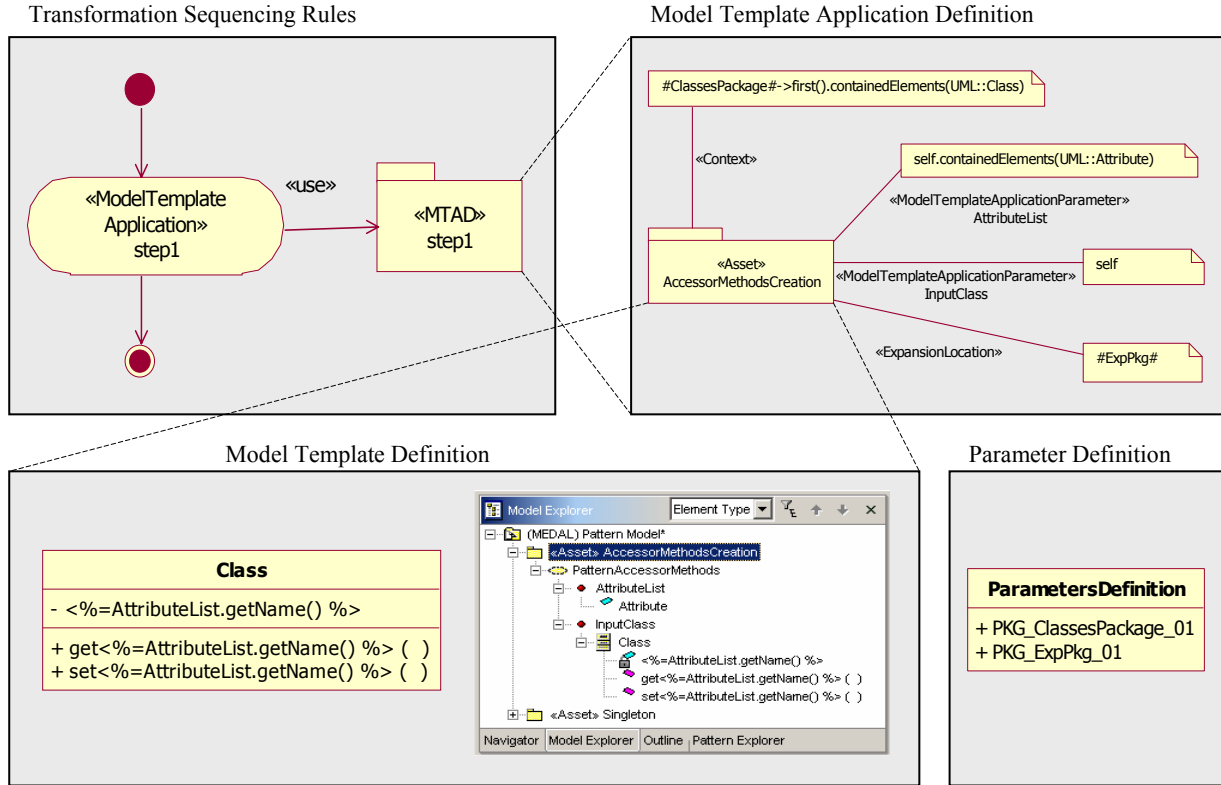 Transformation Sequencing Rules
Model Template Application Definition
«ModelTemplate
Application»
step1
«use»
«MTAD»
step1
#ClassesPackage#->first().containedElements(UML::Class)
«Context»
self.containedElements(UML::Attribute)
«ModelTemplateApplicationParameter»
AttributeList
«Asset»
AccessorMethodsCreation
«ModelTemplateApplicationParameter»
InputClass
self
«ExpansionLocation»
#ExpPkg#
Model Template Definition
Parameter Definition
Class
- <%=AttributeList.getName() %>
+ get<%=AttributeList.getName() %> ( )
+ set<%=AttributeList.getName() %> ( )
Model Explorer
Element Type
(MEDAL) Pattern Model*
«Asset» AccessorMethodsCreation
PatternAccessorMethods
AttributeList
Attribute
InputClass
Class
<%=AttributeList.getName() %>
get<%=AttributeList.getName() %> ( )
set<%=AttributeList.getName() %> ( )
«Asset» Singleton
Navigator Model Explorer Outline Pattern Explorer
ParametersDefinition
+ PKG_ClassesPackage_01
+ PKG_ExpPkg_01